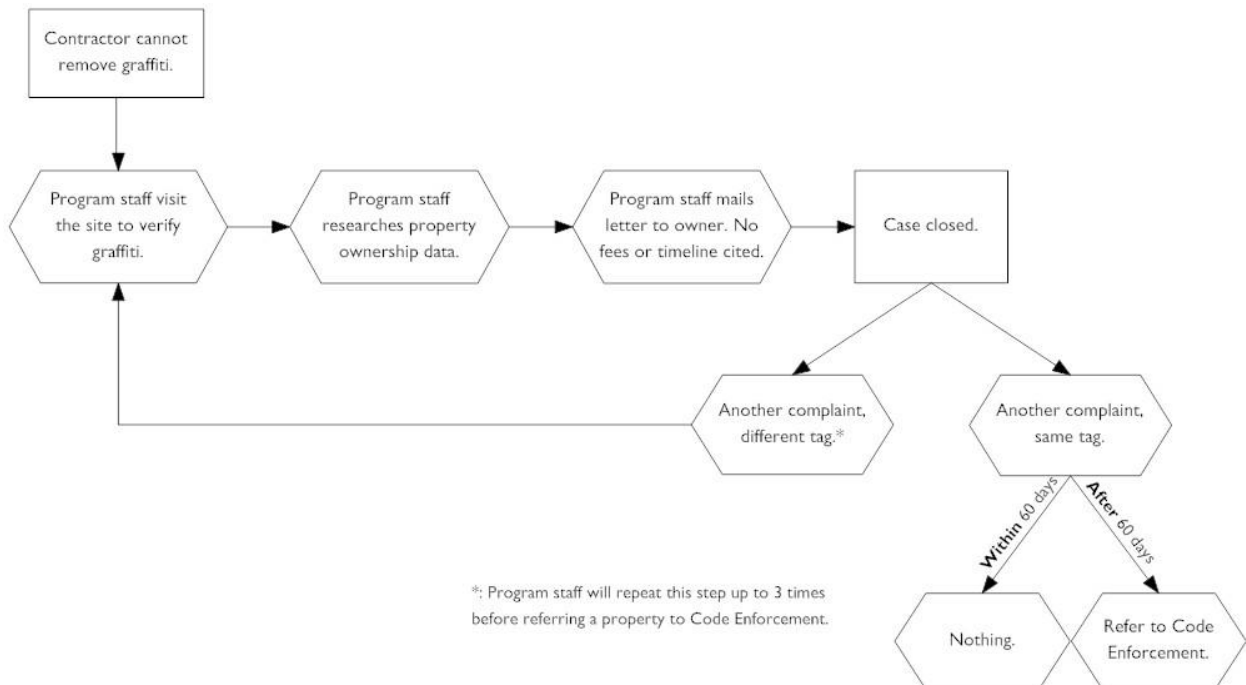 Contractor cannot
remove graffiti.
Program staff visit
the site to verify
graffiti.
Program staff
researches property
ownership data.
Program staff mails
letter to owner. No
fees or timeline cited.
Case closed.
Another complaint,
different tag.*
Another complaint,
same tag.
Within 60 days
After 60 days
*: Program staff will repeat this step up to 3 times
before referring a property to Code Enforcement.
Nothing.
Refer to Code
Enforcement.